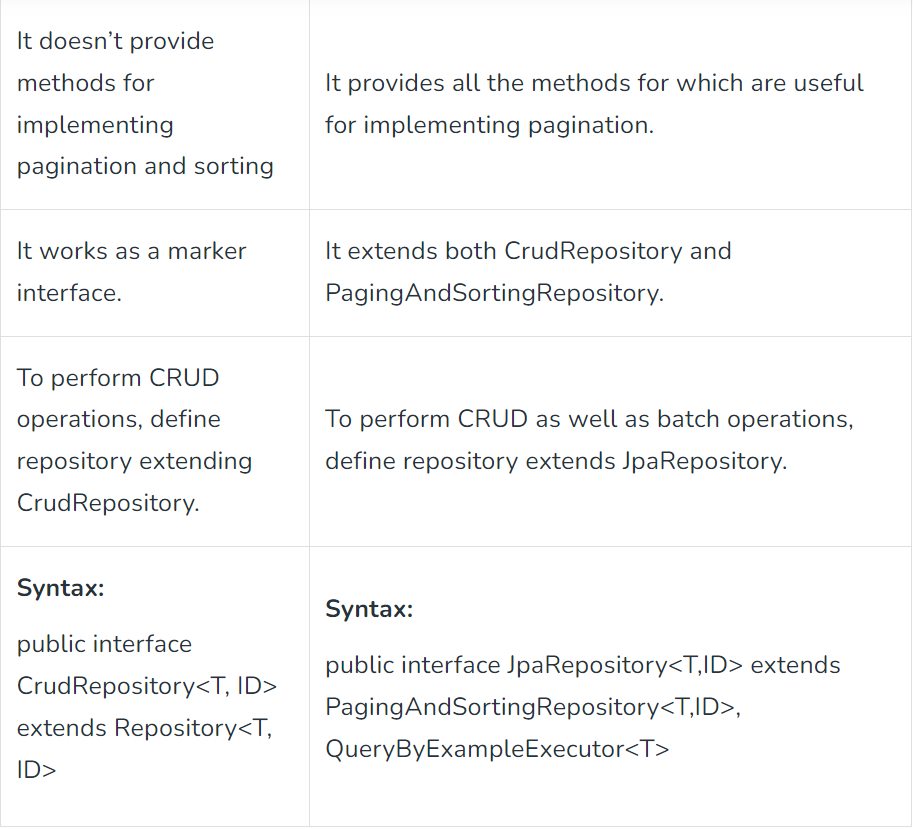 It doesn’t provide
methods for
implementing
pagination and sorting
It provides all the methods for which are useful
for implementing pagination.
It works as a marker
interface.
It extends both CrudRepository and
PagingAndSortingRepository.
To perform CRUD
operations, define
repository extending
CrudRepository.
To perform CRUD as well as batch operations,
define repository extends JpaRepository.
Syntax:
public interface
CrudRepository<T, ID>
extends Repository<T,
ID>
Syntax:
public interface JpaRepository<T,ID> extends
PagingAndSortingRepository<T,ID>,
QueryByExampleExecutor<T>